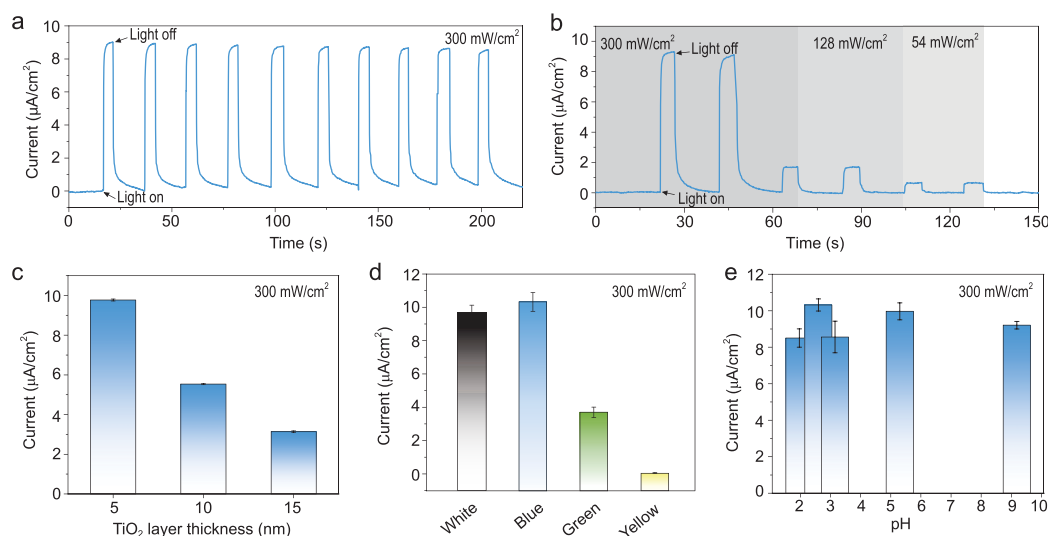 a
Light off
300 mW/cm²
Current (μA/cm²)
10
8
6
4
2
0
Light on
0
50
100
150
200
Time (s)
b
300 mW/cm²
Light off
128 mW/cm²
54 mW/cm²
Current (μA/cm²)
10
8
6
4
2
0
Light on
0
30
60
90
120
150
Time (s)
c
300 mW/cm²
Current (μA/cm²)
10
8
6
4
2
0
5
10
15
TiO₂ layer thickness (nm)
d
300 mW/cm²
Current (μA/cm²)
12
10
8
6
4
2
0
White
Blue
Green
Yellow
e
300 mW/cm²
Current (μA/cm²)
12
10
8
6
4
2
0
2
3
4
5
6
7
8
9
10
pH